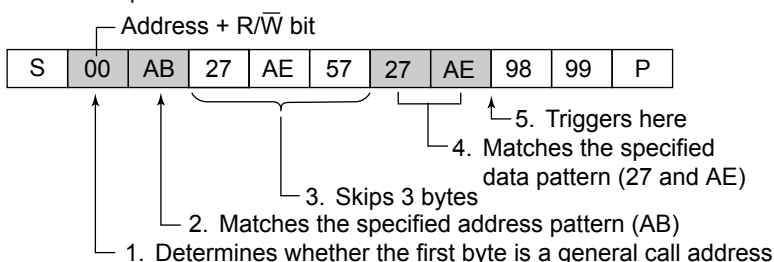 Address + R/W̅ bit
S 00 AB 27 AE 57 27 AE 98 99 P
5. Triggers here
4. Matches the specified
data pattern (27 and AE)
3. Skips 3 bytes
2. Matches the specified address pattern (AB)
1. Determines whether the first byte is a general call address